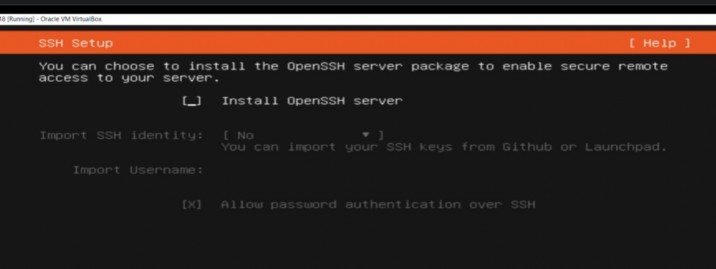 18 [Running] - Oracle VM VirtualBox
SSH Setup [ Help ]
You can choose to install the OpenSSH server package to enable secure remote
access to your server.
[_] Install OpenSSH server
Import SSH identity: [ No ▾ ]
You can import your SSH keys from Github or Launchpad.
Import Username:
[X] Allow password authentication over SSH